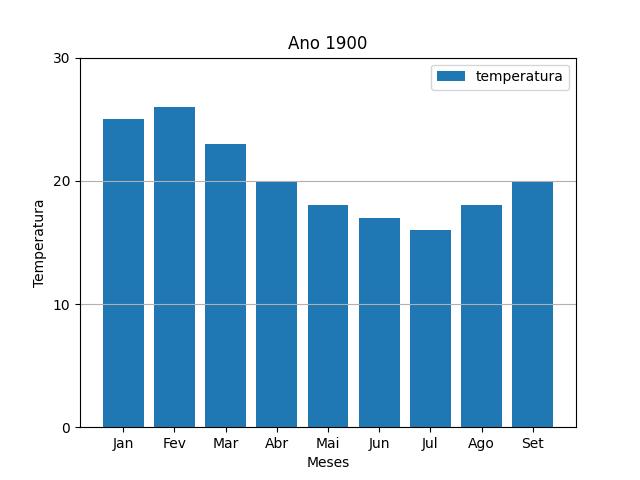 Ano 1900
temperatura
Temperatura
30
20
10
0
Jan Fev Mar Abr Mai Jun Jul Ago Set
Meses